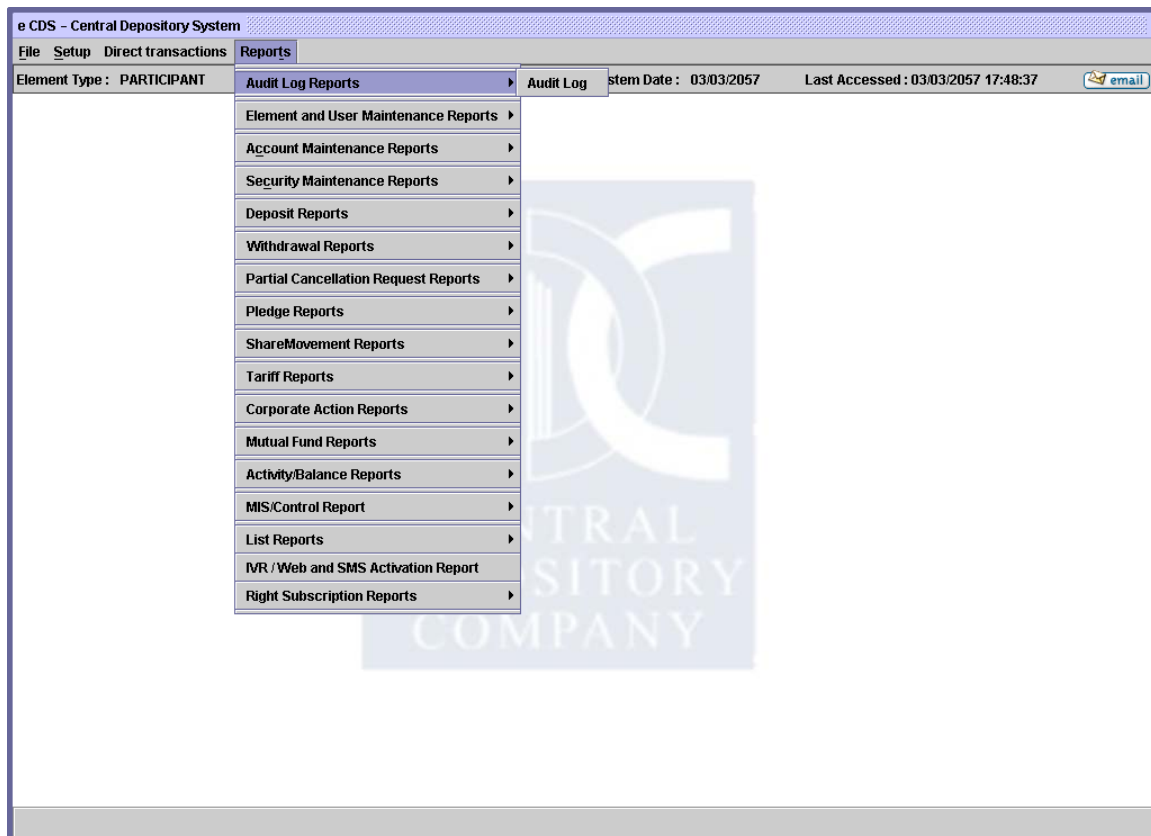 e CDS – Central Depository System
File Setup Direct transactions Reports
Element Type : PARTICIPANT stem Date : 03/03/2057 Last Accessed : 03/03/2057 17:48:37 email
Audit Log Reports Audit Log
Element and User Maintenance Reports
Account Maintenance Reports
Security Maintenance Reports
Deposit Reports
Withdrawal Reports
Partial Cancellation Request Reports
Pledge Reports
ShareMovement Reports
Tariff Reports
Corporate Action Reports
Mutual Fund Reports
Activity/Balance Reports
MIS/Control Report
List Reports
IVR / Web and SMS Activation Report
Right Subscription Reports
NTRAL
SITORY
COMPANY